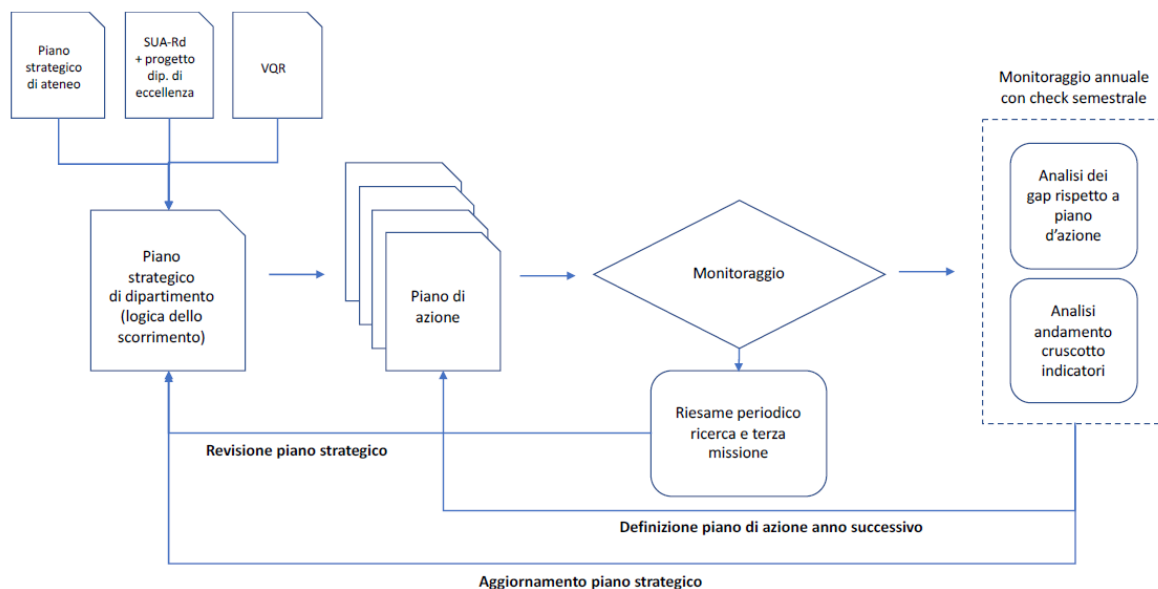 Piano
strategico
di ateneo
SUA-Rd
+ progetto
dip. di
eccellenza
VQR
Monitoraggio annuale
con check semestrale
Piano
strategico
di dipartimento
(logica dello
scorrimento)
Piano di
azione
Monitoraggio
Analisi dei
gap rispetto a
piano
d'azione
Analisi
andamento
cruscotto
indicatori
Riesame periodico
ricerca e terza
missione
Revisione piano strategico
Definizione piano di azione anno successivo
Aggiornamento piano strategico